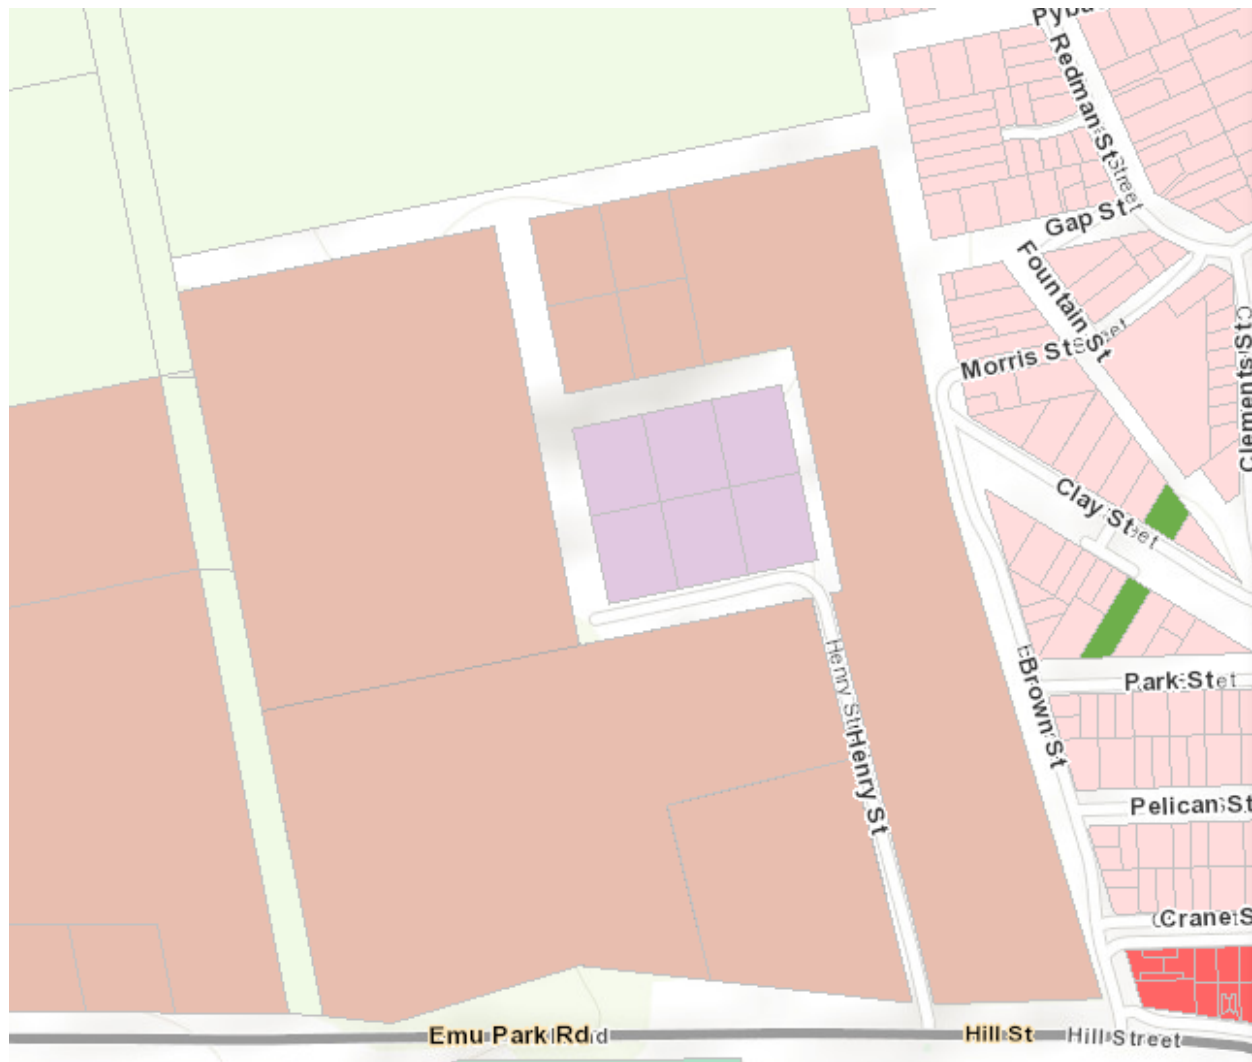 Redman St
Street
Gap St
Fountain St
Morris St
Clements St
Clay St
Henry St
Brown St
Park St
Henry St
Pelican St
Crane S
Emu Park Rd
Hill St
Hill Street